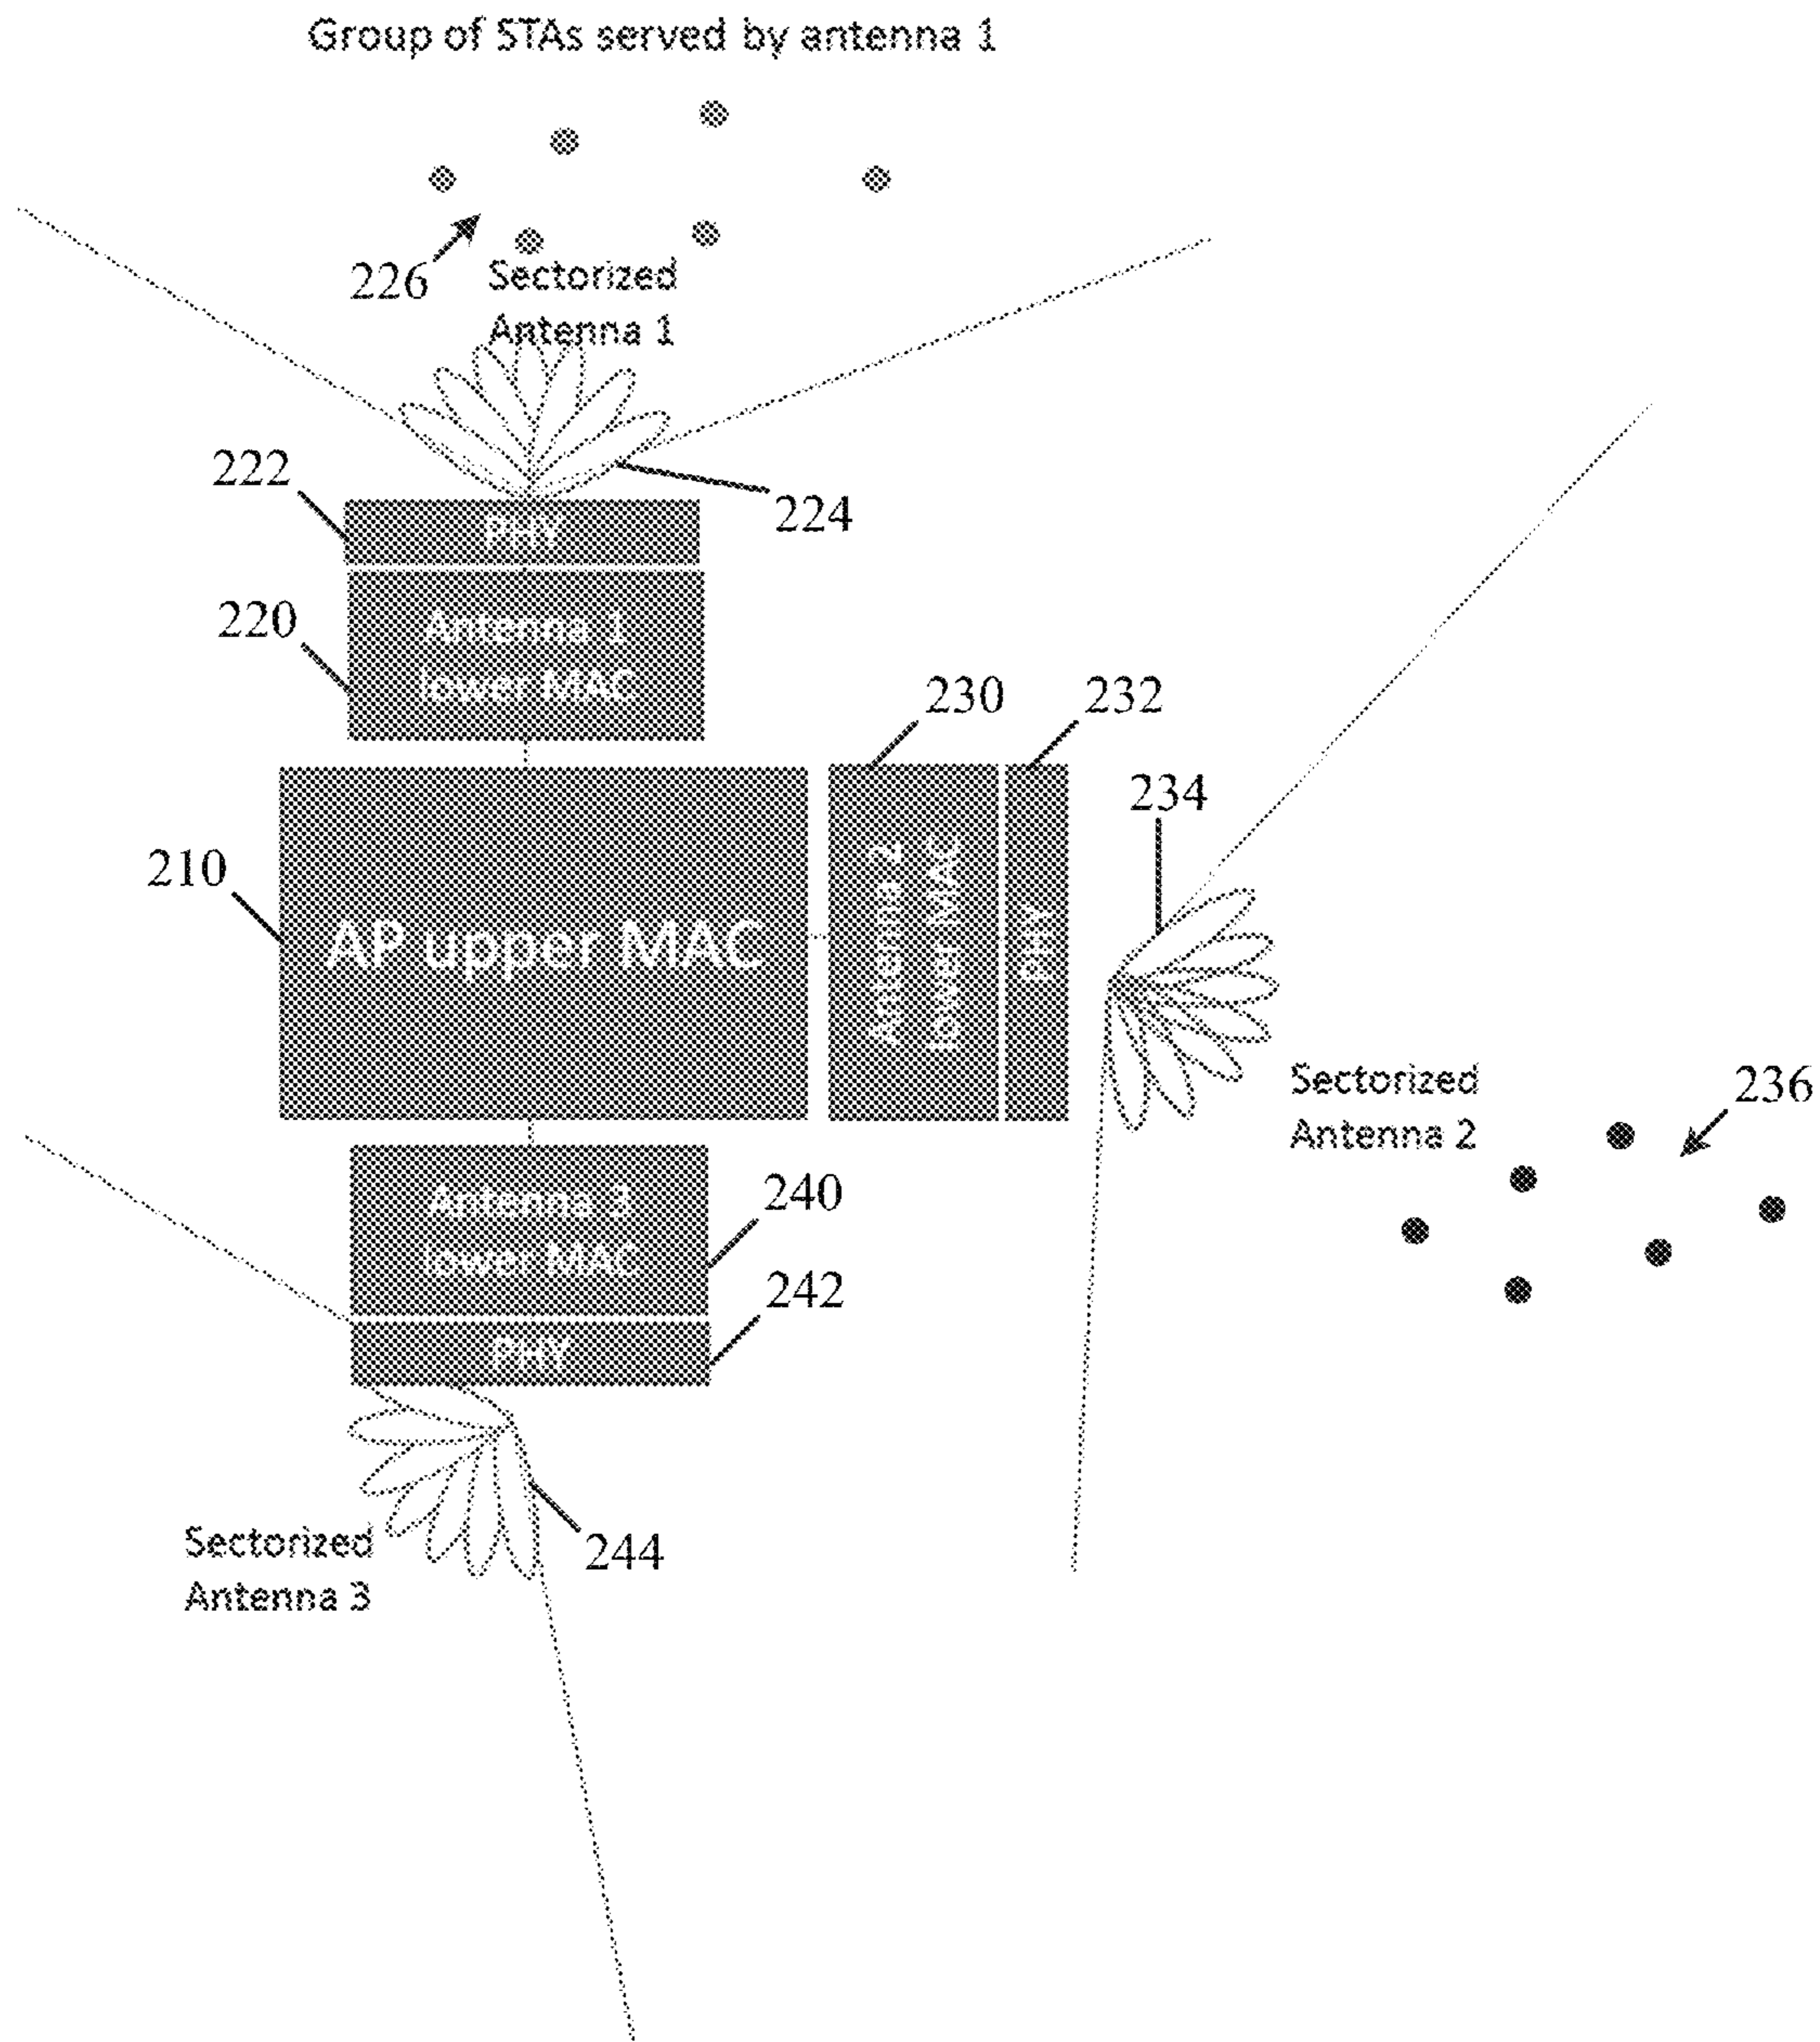 Group of STAs served by antenna 1
226
Sectorized
Antenna 1
222
PHY
224
220
Antenna 1
lower MAC
230
232
234
210
AP upper MAC
Antenna 2
lower MAC
PHY
Sectorized
Antenna 2
236
Antenna 3
lower MAC
240
242
PHY
Sectorized
Antenna 3
244